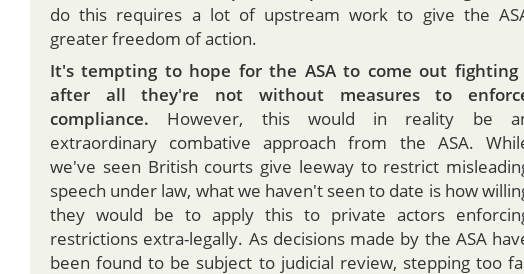 do this requires a lot of upstream work to give the ASA
greater freedom of action.
It's tempting to hope for the ASA to come out fighting
after all they're not without measures to enforce
compliance. However, this would in reality be an
extraordinary combative approach from the ASA. While
we've seen British courts give leeway to restrict misleading
speech under law, what we haven't seen to date is how willing
they would be to apply this to private actors enforcing
restrictions extra-legally. As decisions made by the ASA have
been found to be subject to judicial review, stepping too